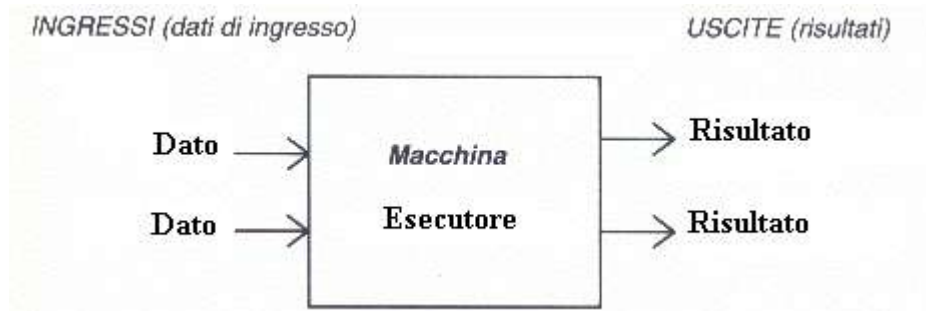 INGRESSI (dati di ingresso) USCITE (risultati)
Dato Macchina Risultato
Dato Esecutore Risultato